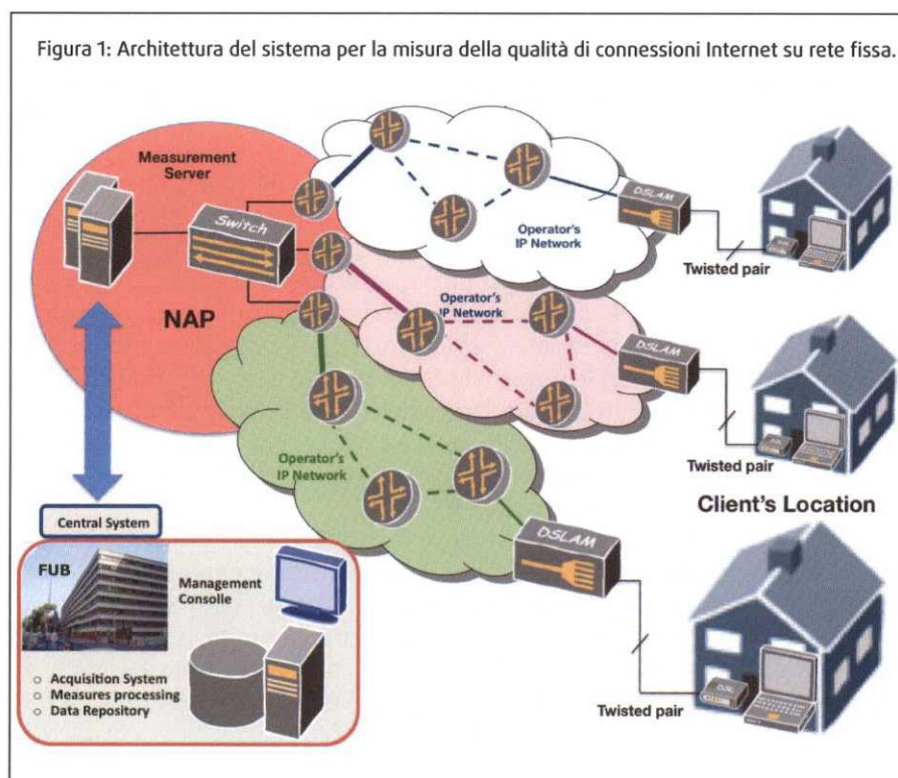 Figura 1: Architettura del sistema per la misura della qualità di connessioni Internet su rete fissa.
Measurement
Server
Switch
NAP
Operator's
IP Network
DSLAM
Twisted pair
Operator's
IP Network
DSLAM
Twisted pair
Operator's
IP Network
DSLAM
Client's Location
DSL
Twisted pair
Central System
FUB
Management
Consolle
Acquisition System
Measures processing
Data Repository